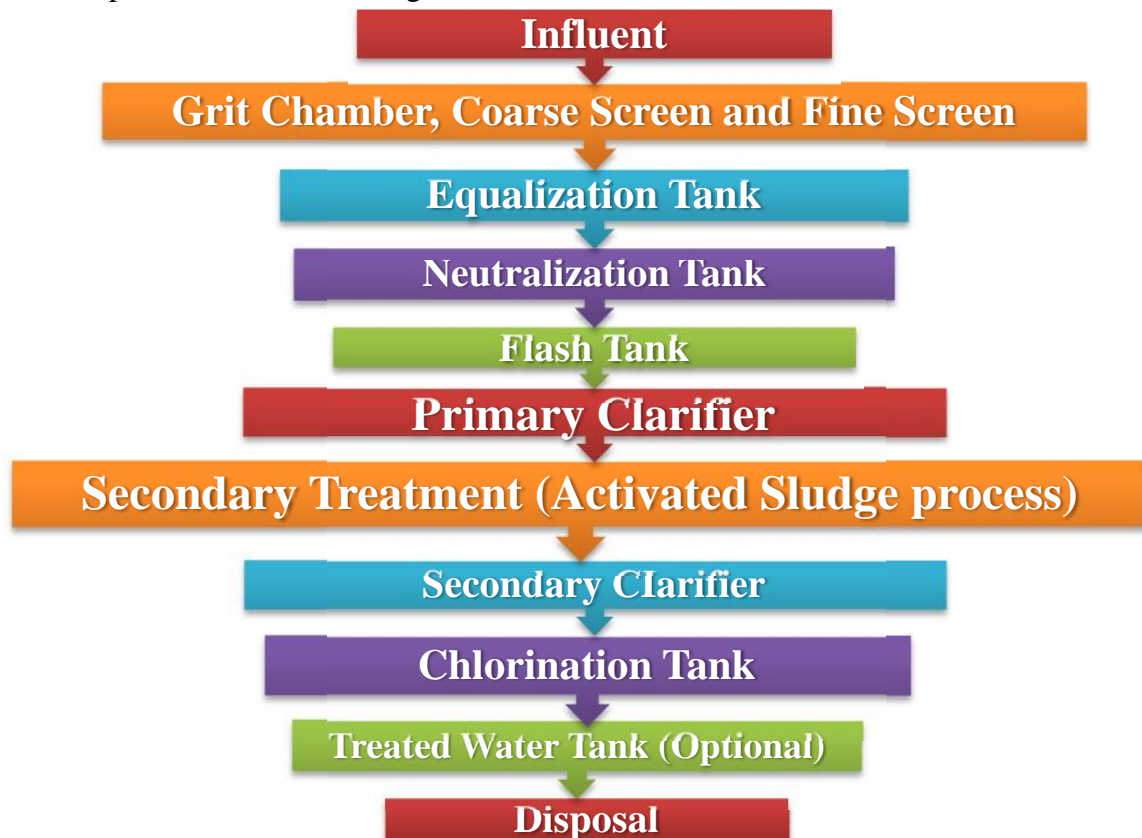 Influent
Grit Chamber, Coarse Screen and Fine Screen
Equalization Tank
Neutralization Tank
Flash Tank
Primary Clarifier
Secondary Treatment (Activated Sludge process)
Secondary Clarifier
Chlorination Tank
Treated Water Tank (Optional)
Disposal